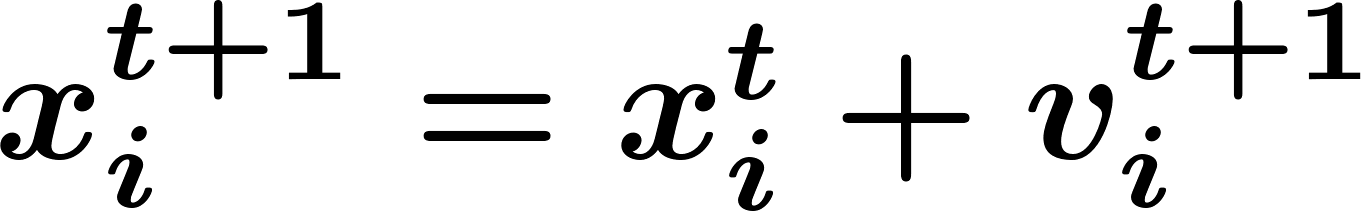 x_i^{t+1} = x_i^t + v_i^{t+1}